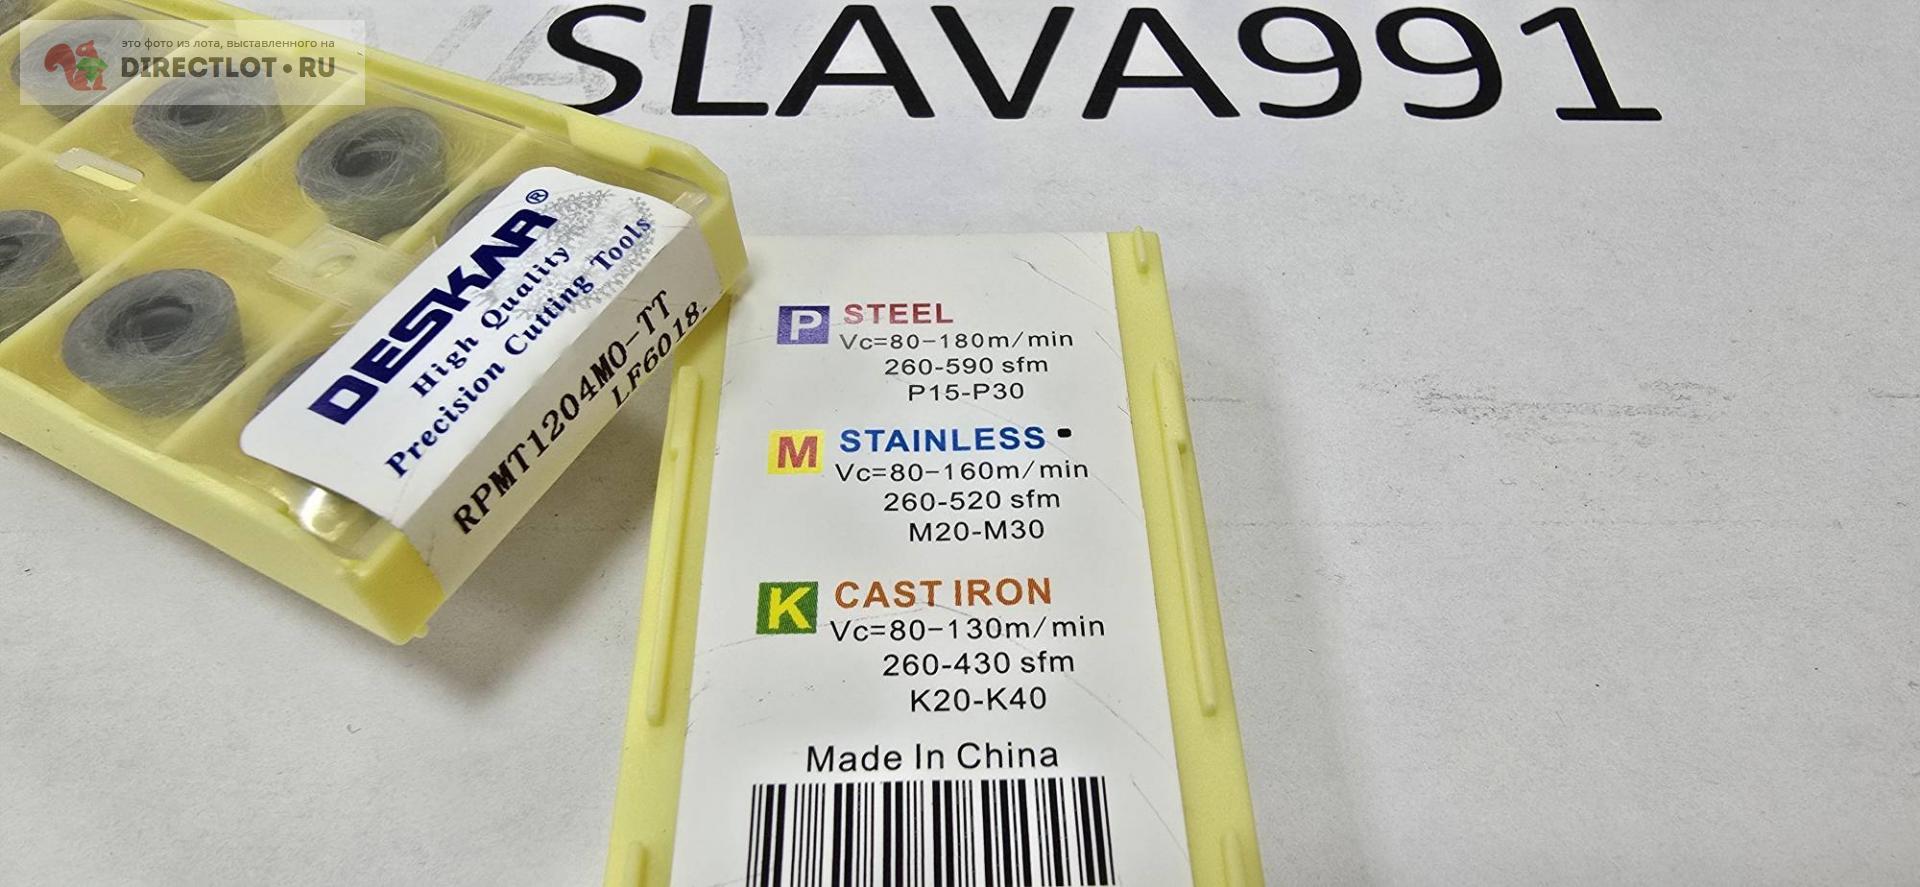 SLAVA991
это фото из лота, выставленного на
DIRECTLOT•RU
DESKAR®
High Quality
Precision Cutting Tools
RPMT1204MO-TT
LF6018
P STEEL
Vc=80-180m/min
260-590 sfm
P15-P30
M STAINLESS
Vc=80-160m/min
260-520 sfm
M20-M30
K CAST IRON
Vc=80-130m/min
260-430 sfm
K20-K40
Made In China